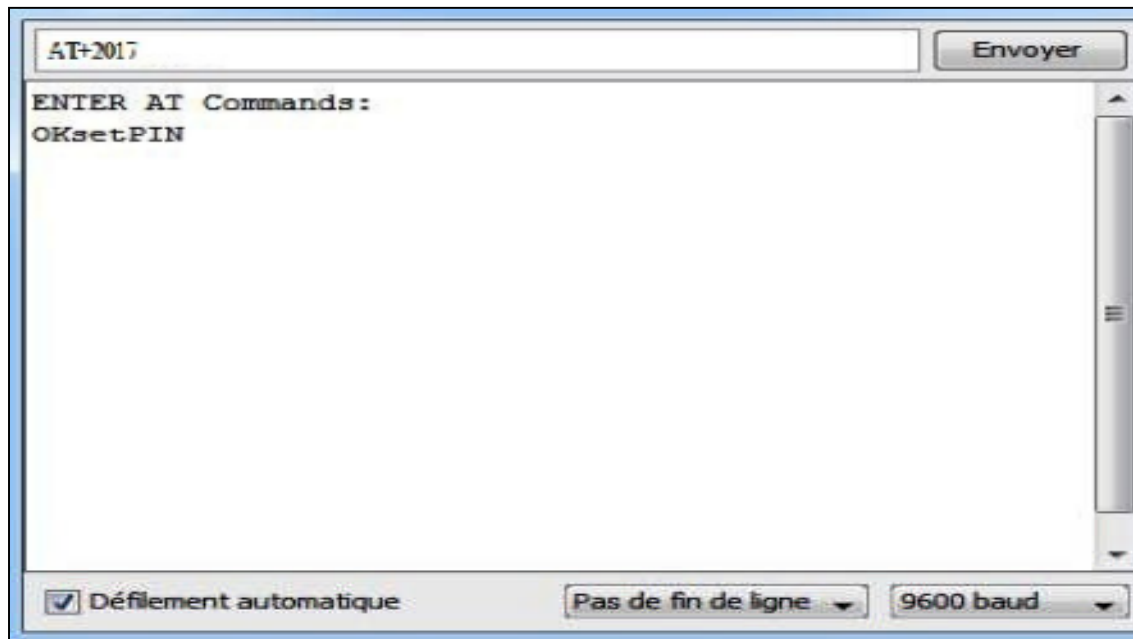 AT+2017
Envoyer
ENTER AT Commands:
OKsetPIN
Défilement automatique
Pas de fin de ligne
9600 baud